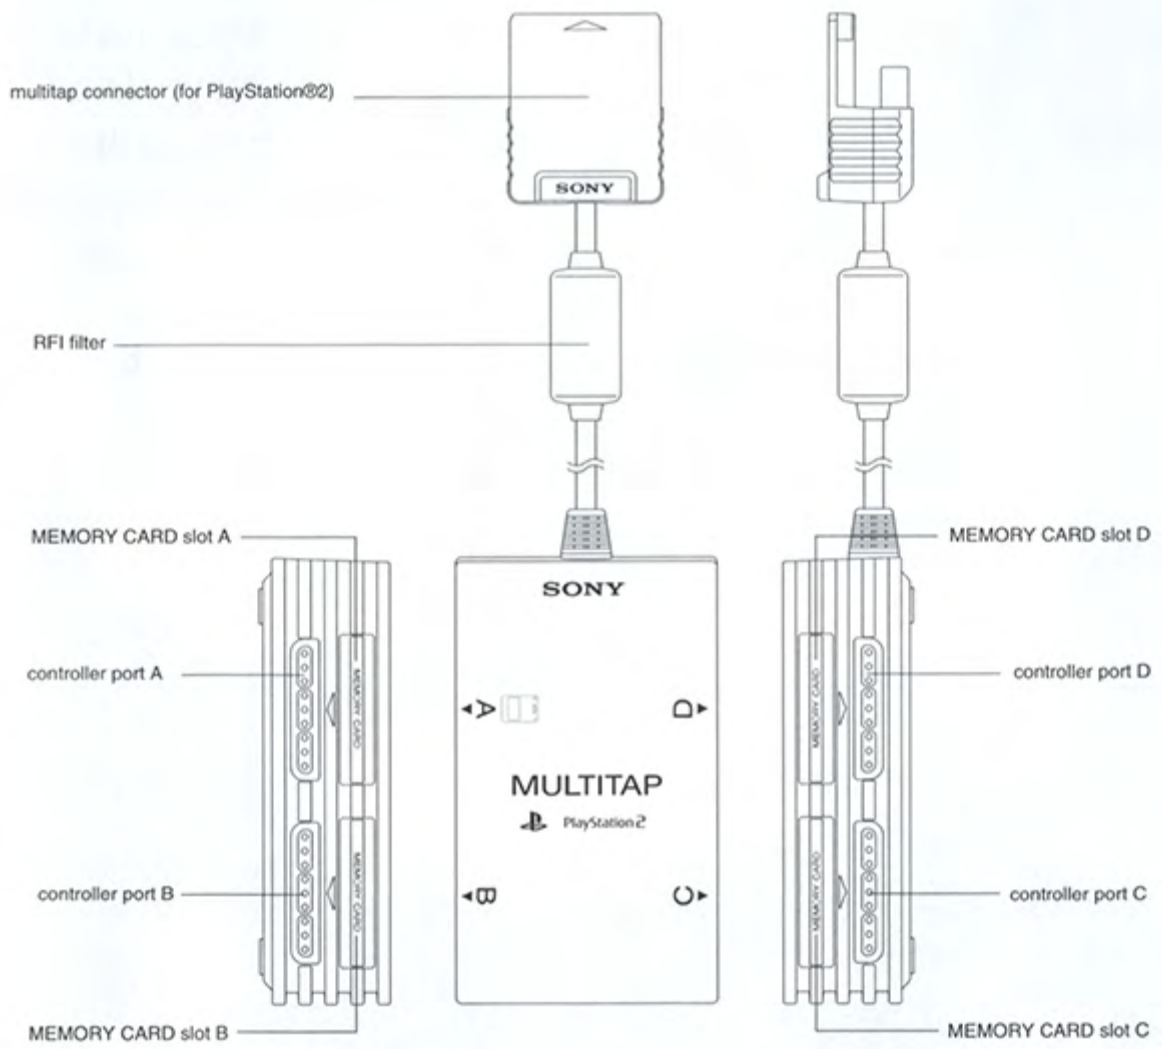 multitap connector (for PlayStation®2)
SONY
RFI filter
MEMORY CARD slot A
MEMORY CARD slot D
SONY
controller port A
controller port D
MEMORY CARD
MEMORY CARD
A
D
MULTITAP
PlayStation 2
controller port B
controller port C
MEMORY CARD
MEMORY CARD
B
C
MEMORY CARD slot B
MEMORY CARD slot C